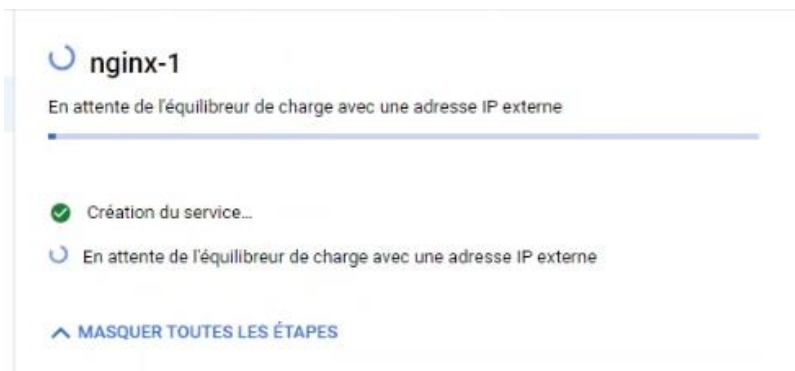 nginx-1
En attente de l'équilibreur de charge avec une adresse IP externe
Création du service...
En attente de l'équilibreur de charge avec une adresse IP externe
MASQUER TOUTES LES ÉTAPES